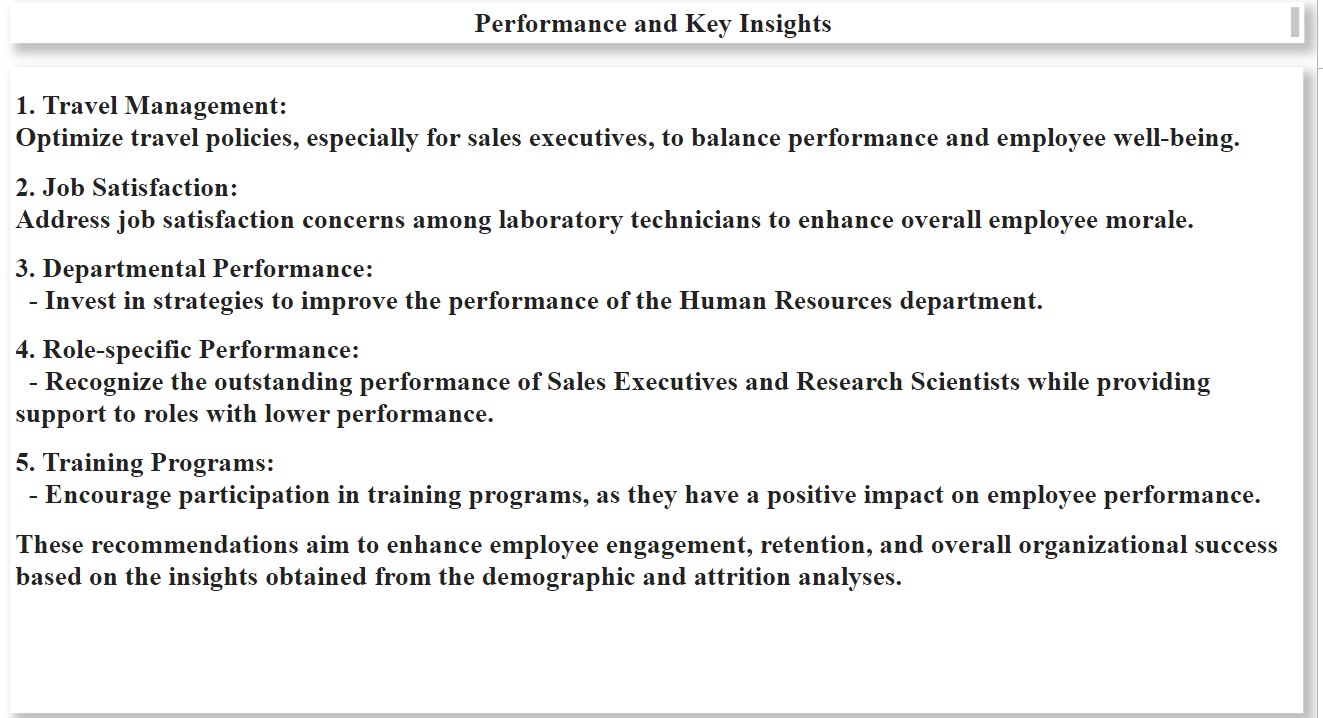 Performance and Key Insights
1. Travel Management:
Optimize travel policies, especially for sales executives, to balance performance and employee well-being.
2. Job Satisfaction:
Address job satisfaction concerns among laboratory technicians to enhance overall employee morale.
3. Departmental Performance:
- Invest in strategies to improve the performance of the Human Resources department.
4. Role-specific Performance:
- Recognize the outstanding performance of Sales Executives and Research Scientists while providing
support to roles with lower performance.
5. Training Programs:
- Encourage participation in training programs, as they have a positive impact on employee performance.
These recommendations aim to enhance employee engagement, retention, and overall organizational success
based on the insights obtained from the demographic and attrition analyses.